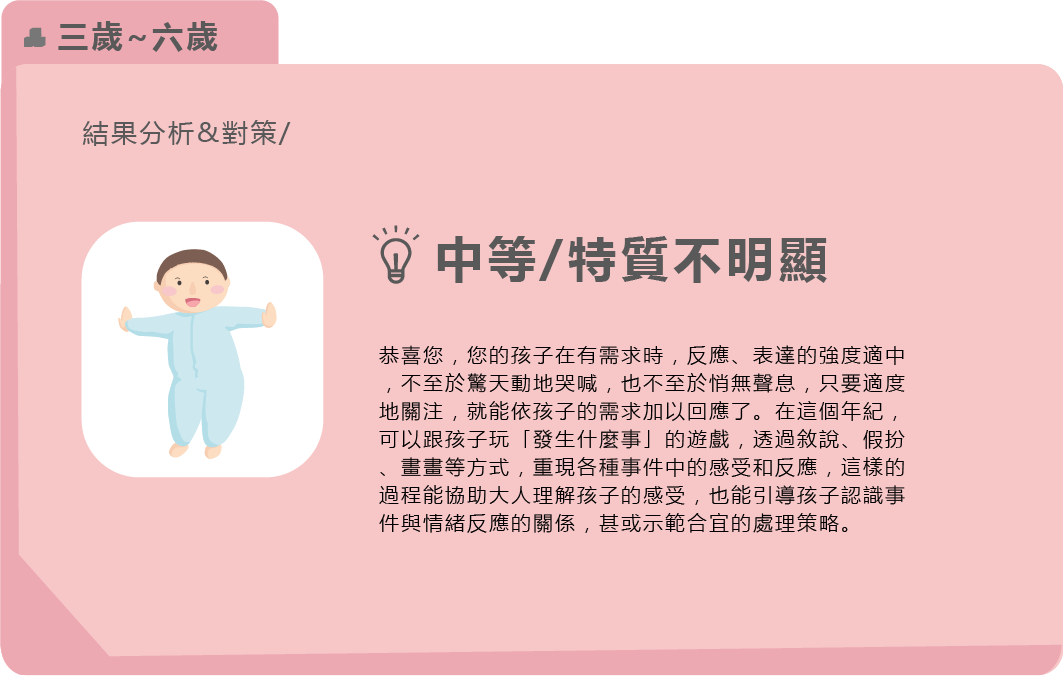 三歲~六歲
結果分析&對策/
中等/特質不明顯
恭喜您，您的孩子在有需求時，反應、表達的強度適中
，不至於驚天動地哭喊，也不至於悄無聲息，只要適度
地關注，就能依孩子的需求加以回應了。在這個年紀，
可以跟孩子玩「發生什麼事」的遊戲，透過敘說、假扮
、畫畫等方式，重現各種事件中的感受和反應，這樣的
過程能協助大人理解孩子的感受，也能引導孩子認識事
件與情緒反應的關係，甚或示範合宜的處理策略。